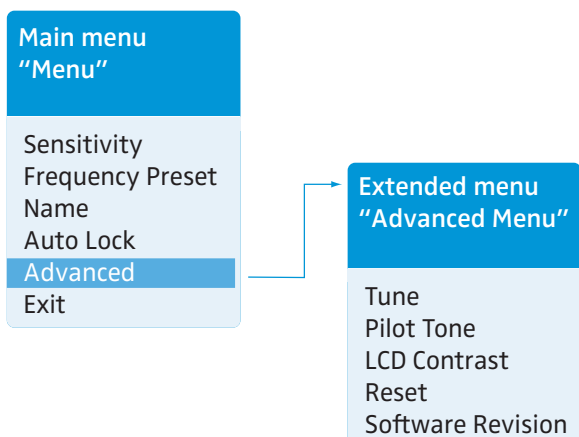 Main menu
“Menu”
Sensitivity
Frequency Preset
Name
Auto Lock
Advanced
Exit
Extended menu
“Advanced Menu”
Tune
Pilot Tone
LCD Contrast
Reset
Software Revision